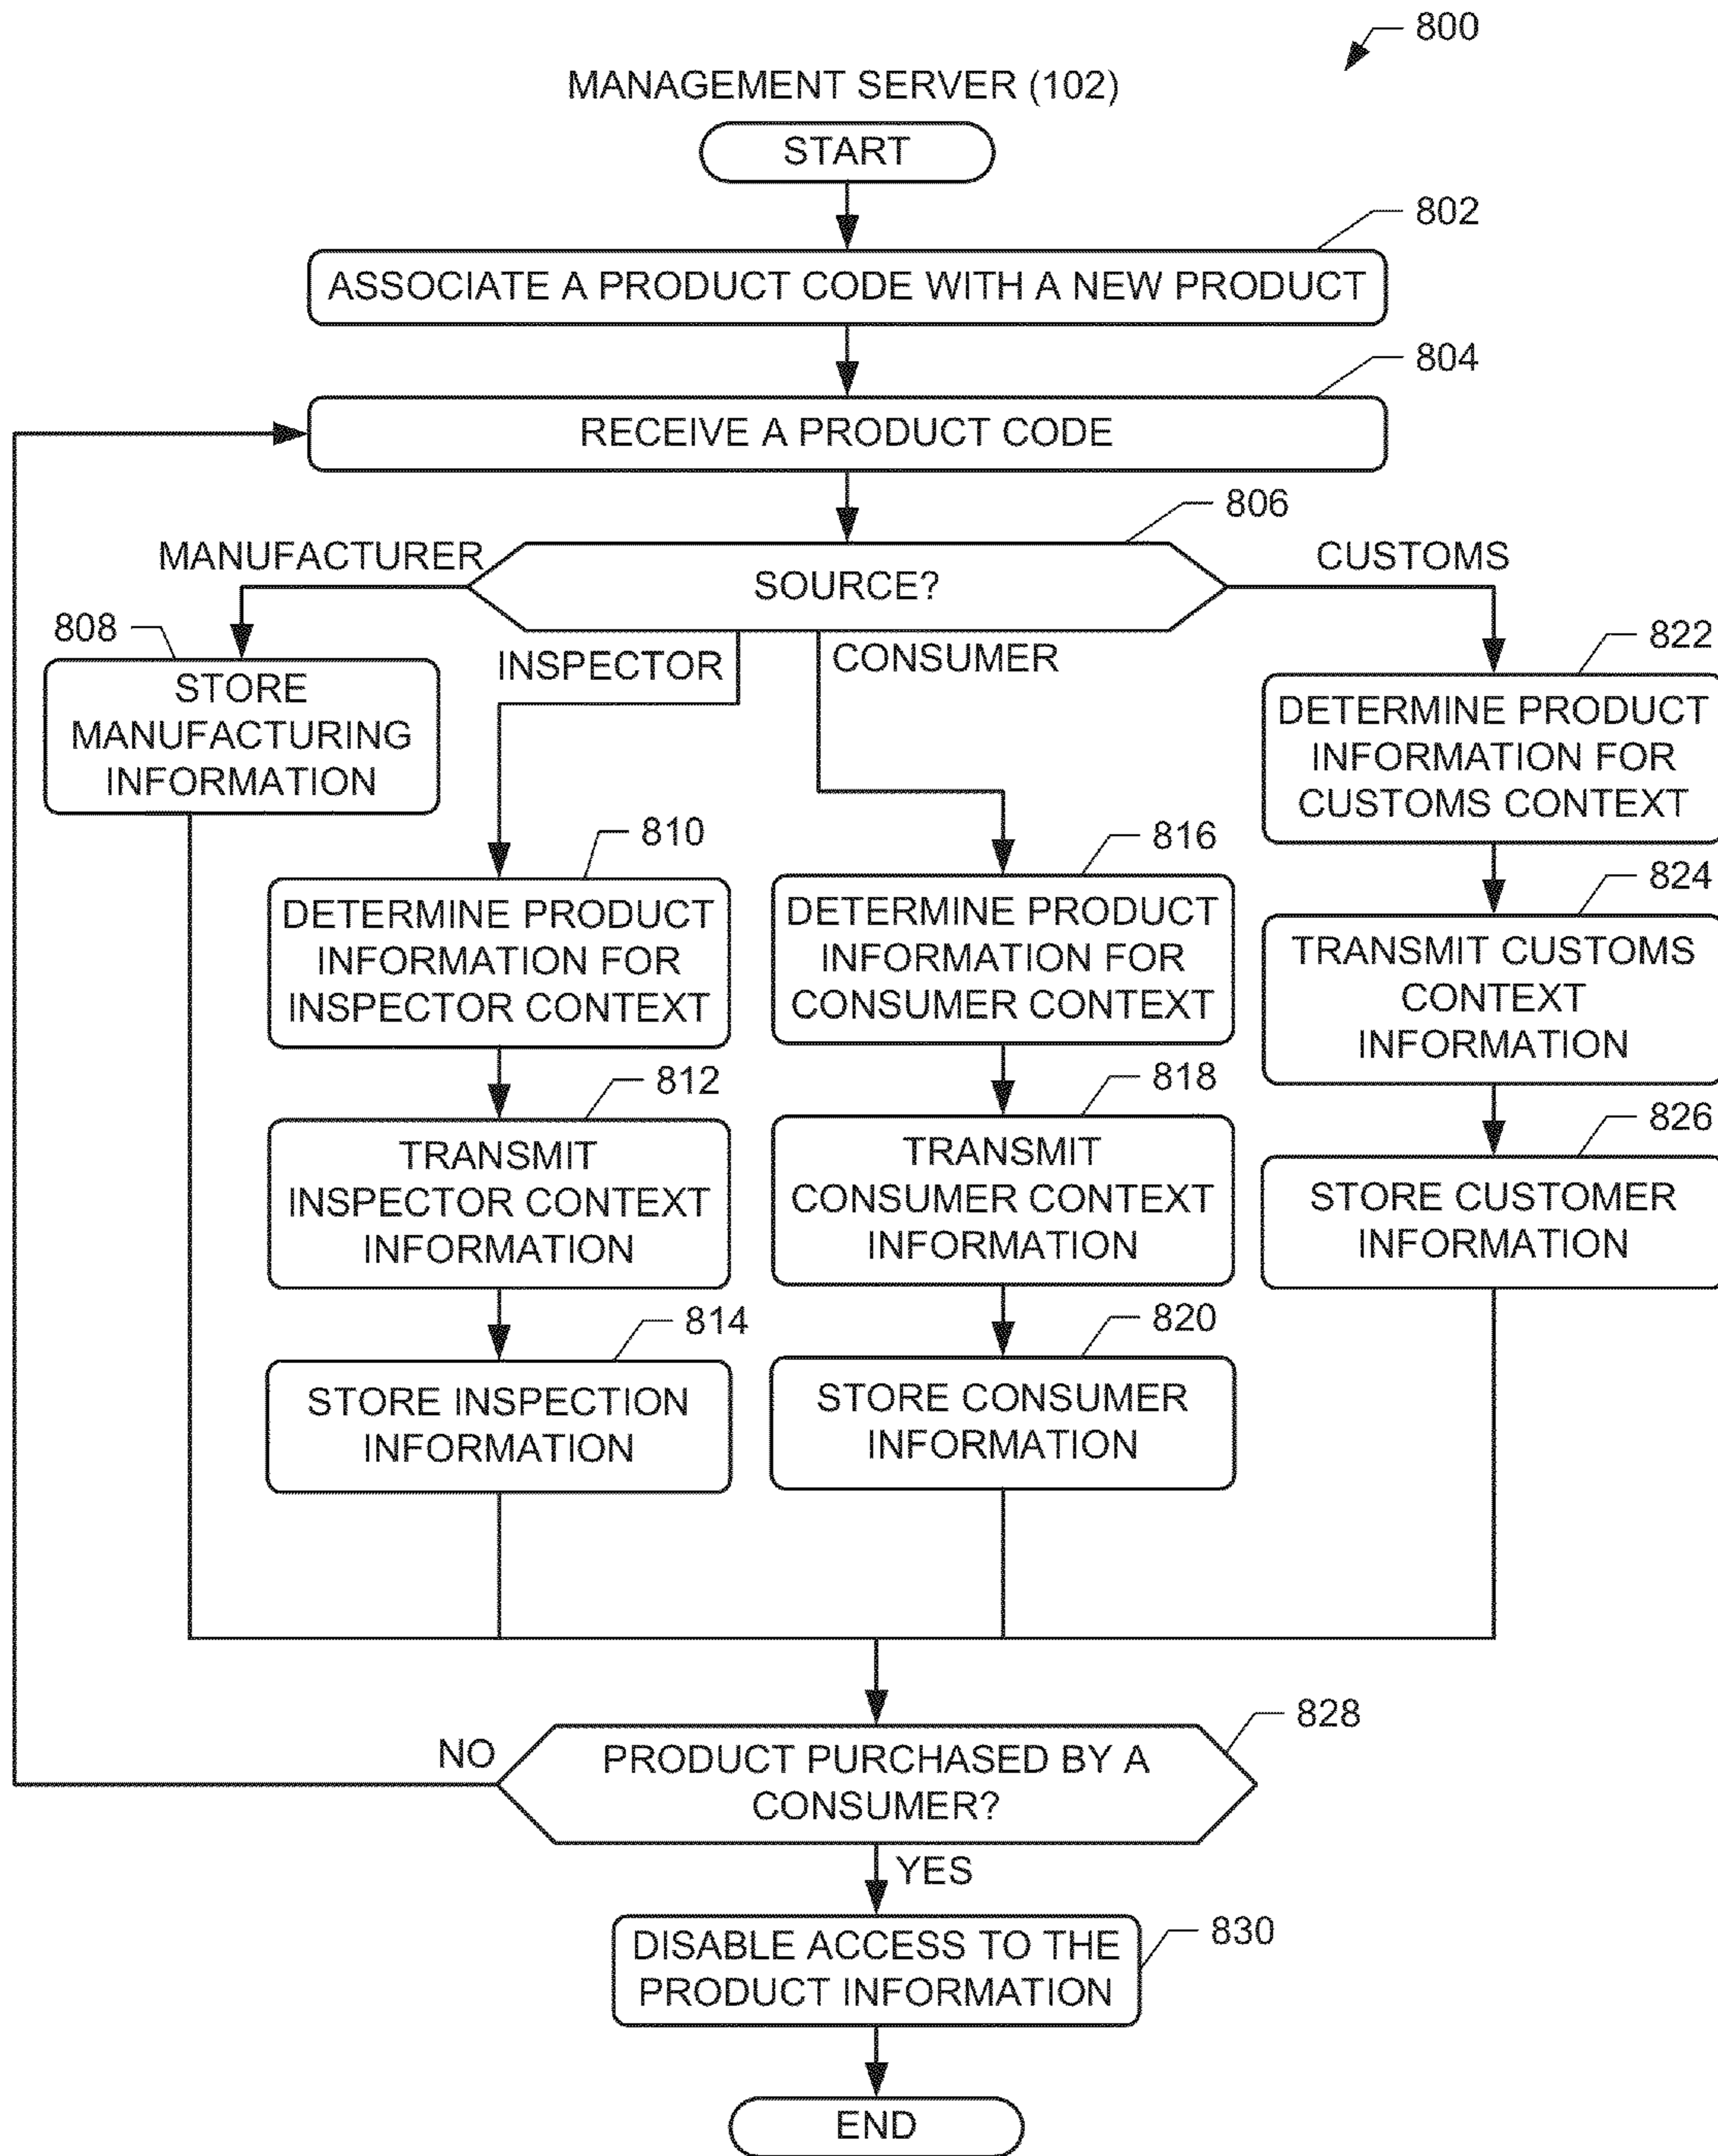 800
MANAGEMENT SERVER (102)
START
802
ASSOCIATE A PRODUCT CODE WITH A NEW PRODUCT
804
RECEIVE A PRODUCT CODE
806
MANUFACTURER
SOURCE?
CUSTOMS
808
STORE
MANUFACTURING
INFORMATION
INSPECTOR
CONSUMER
822
DETERMINE PRODUCT
INFORMATION FOR
CUSTOMS CONTEXT
810
DETERMINE PRODUCT
INFORMATION FOR
INSPECTOR CONTEXT
816
DETERMINE PRODUCT
INFORMATION FOR
CONSUMER CONTEXT
824
TRANSMIT CUSTOMS
CONTEXT
INFORMATION
812
TRANSMIT
INSPECTOR CONTEXT
INFORMATION
818
TRANSMIT
CONSUMER CONTEXT
INFORMATION
826
STORE CUSTOMER
INFORMATION
814
STORE INSPECTION
INFORMATION
820
STORE CONSUMER
INFORMATION
828
NO
PRODUCT PURCHASED BY A
CONSUMER?
YES
830
DISABLE ACCESS TO THE
PRODUCT INFORMATION
END